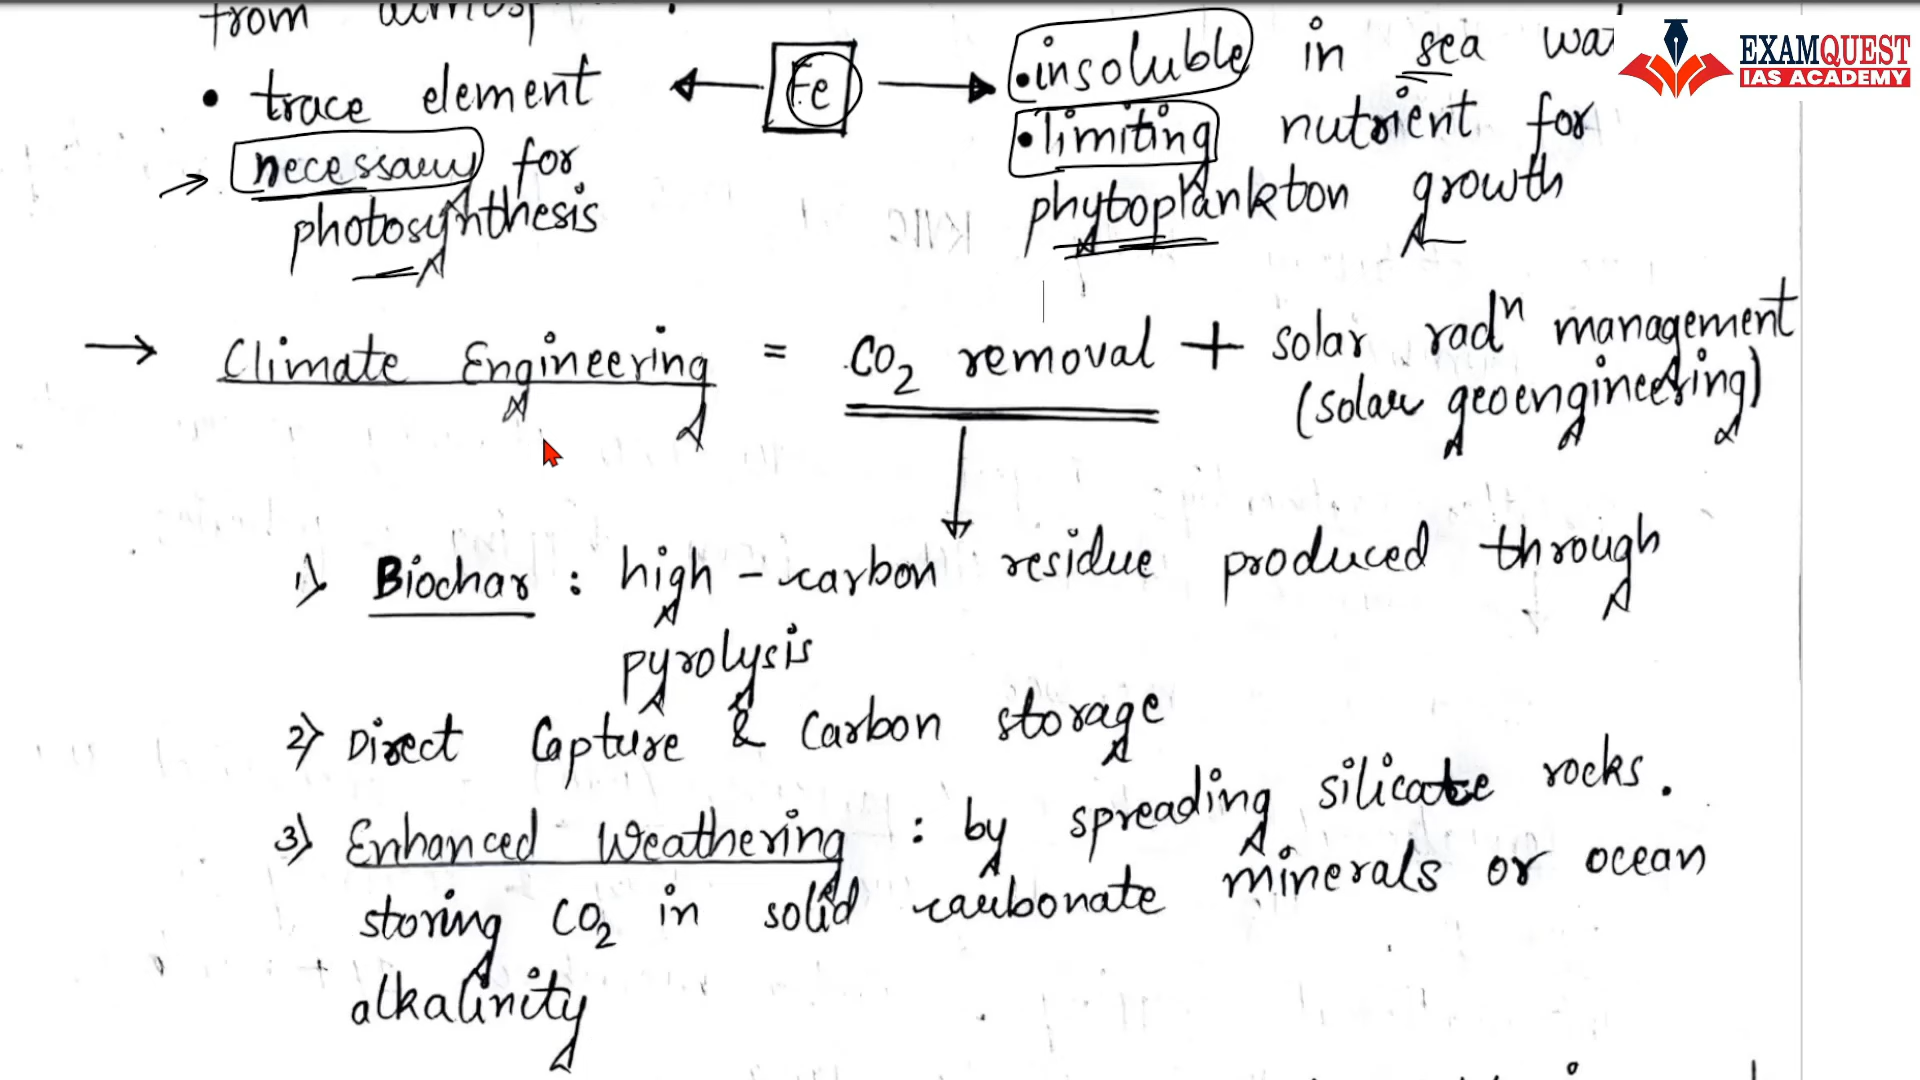 from
• trace element
← Fe →
• insoluble in sea
EXAMQUEST
IAS ACADEMY
→ necessary for
photosynthesis
• limiting nutrient for
phytoplankton growth
→ Climate Engineering = CO2 removal + solar radn management
(solar geoengineering)
1) Biochar : high - carbon residue produced through
pyrolysis
2) Direct Capture & Carbon storage
3) Enhanced Weathering : by spreading silicate rocks.
storing CO2 in solid carbonate minerals or ocean
alkalinity